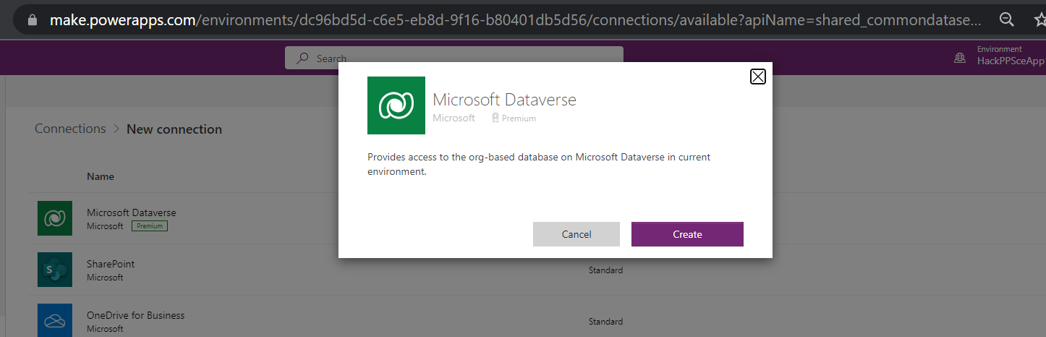 make.powerapps.com/environments/dc96bd5d-c6e5-eb8d-9f16-b80401db5d56/connections/available?apiName=shared_commondatase...
Search
Environment
HackPPSceApp
Microsoft Dataverse
Microsoft Premium
Connections > New connection
Provides access to the org-based database on Microsoft Dataverse in current
environment.
Name
Microsoft Dataverse
Microsoft Premium
Cancel
Create
SharePoint
Microsoft
Standard
OneDrive for Business
Microsoft
Standard
S